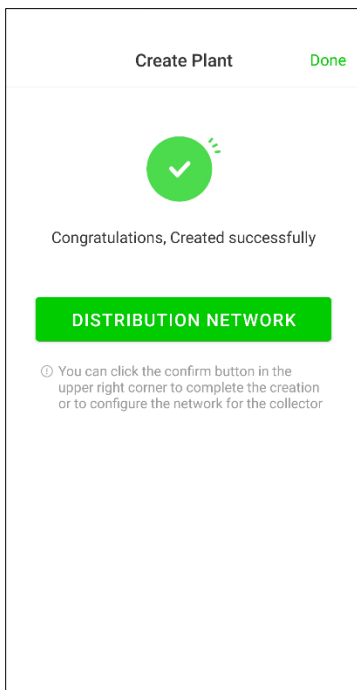 Create Plant Done
Congratulations, Created successfully
DISTRIBUTION NETWORK
You can click the confirm button in the
upper right corner to complete the creation
or to configure the network for the collector